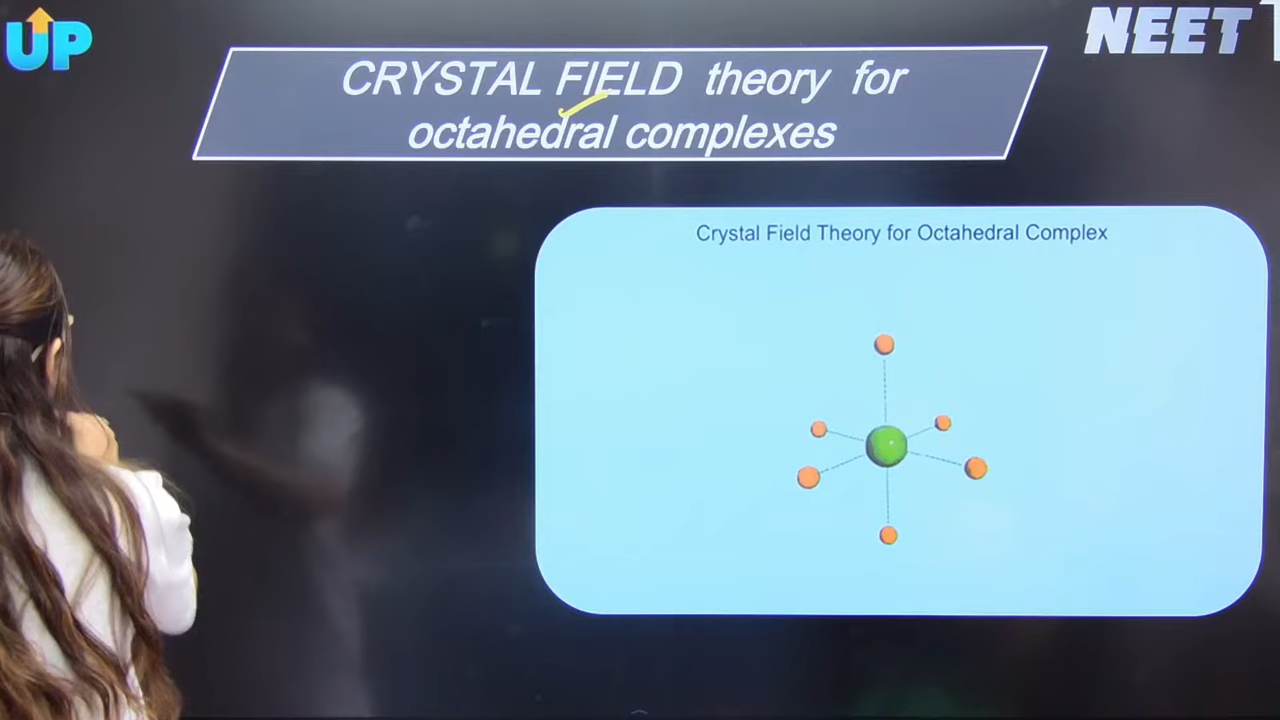 UP
NEET
CRYSTAL FIELD theory for
octahedral complexes
Crystal Field Theory for Octahedral Complex